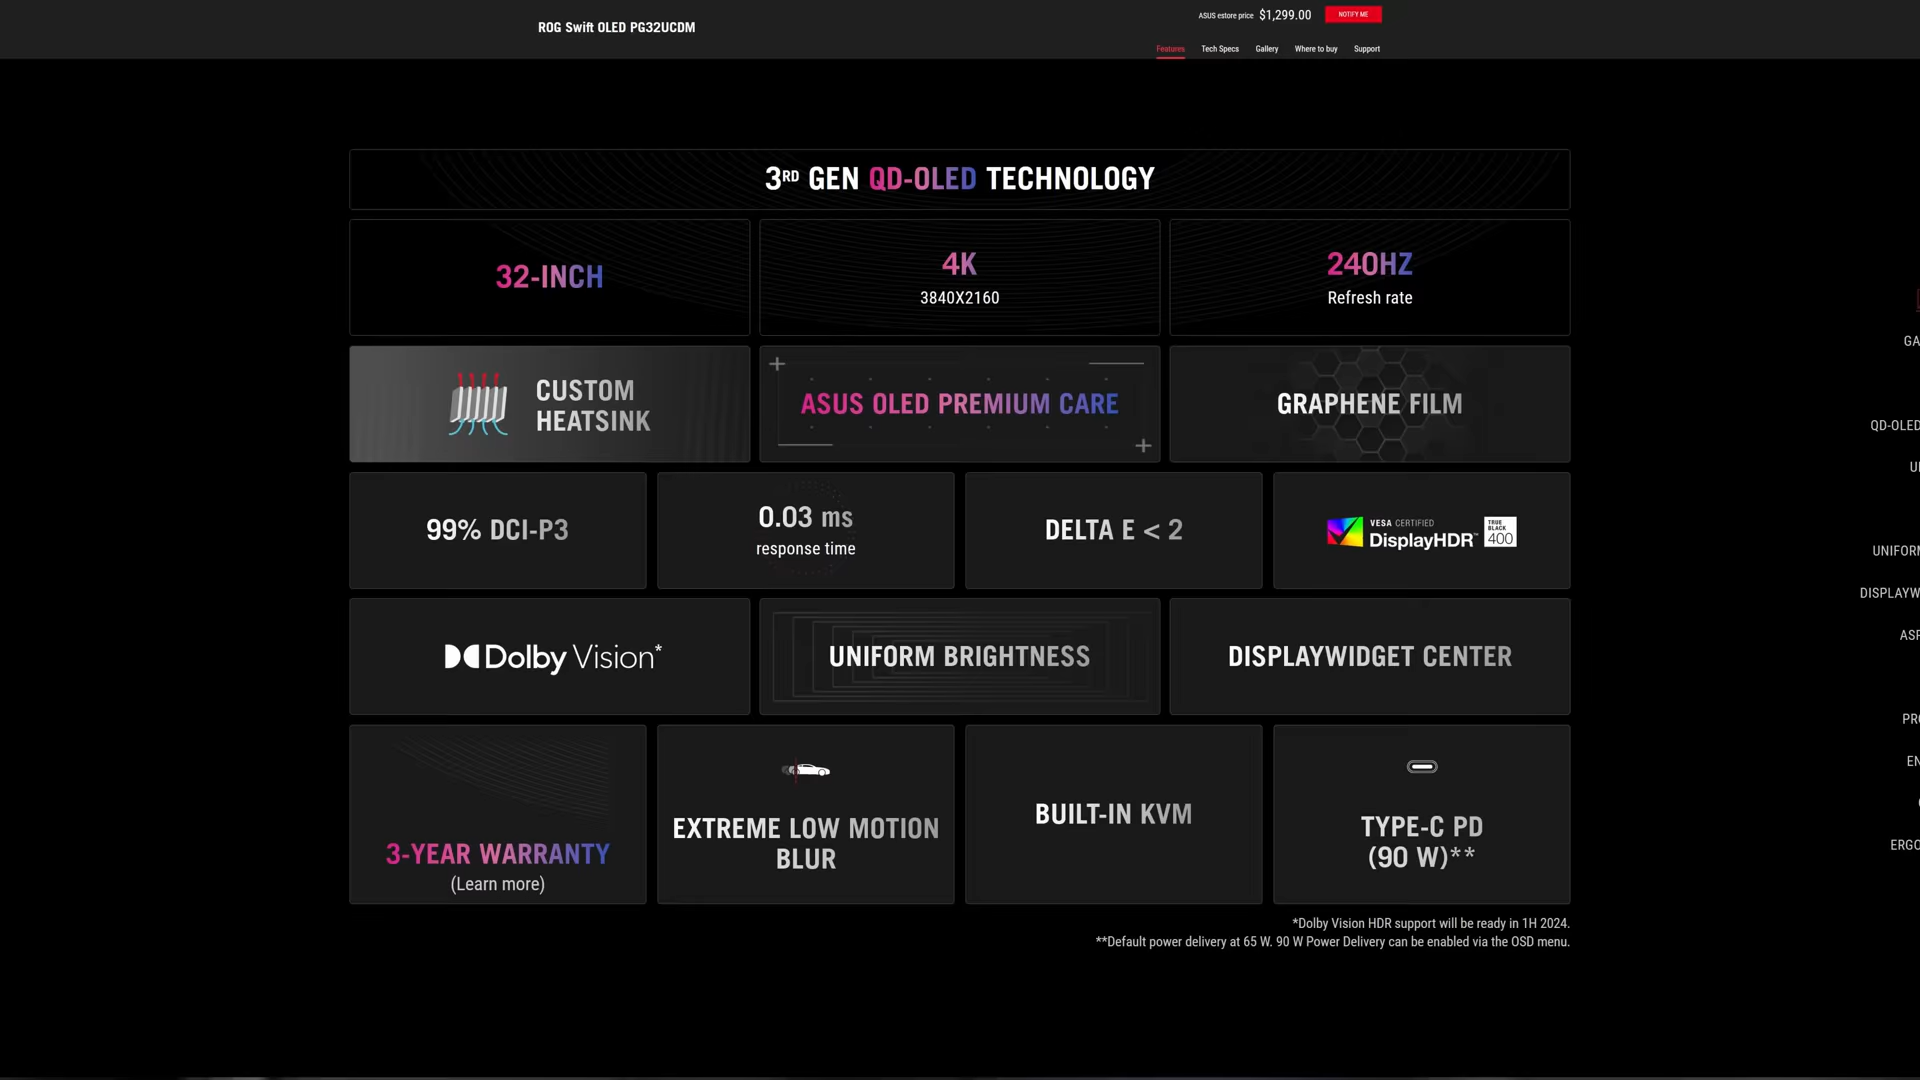 ROG Swift OLED PG32UCDM
ASUS estore price $1,299.00
NOTIFY ME
Features Tech Specs Gallery Where to buy Support
3RD GEN QD-OLED TECHNOLOGY
32-INCH
4K
3840X2160
240HZ
Refresh rate
CUSTOM
HEATSINK
ASUS OLED PREMIUM CARE
GRAPHENE FILM
99% DCI-P3
0.03 ms
response time
DELTA E < 2
VESA CERTIFIED
DisplayHDR™
TRUE
BLACK
400
Dolby Vision*
UNIFORM BRIGHTNESS
DISPLAYWIDGET CENTER
3-YEAR WARRANTY
(Learn more)
EXTREME LOW MOTION
BLUR
BUILT-IN KVM
TYPE-C PD
(90 W)**
*Dolby Vision HDR support will be ready in 1H 2024.
**Default power delivery at 65 W. 90 W Power Delivery can be enabled via the OSD menu.
GA
QD-OLED
UNIFORM
DISPLAYW
ASP
PRO
EN
ERGO